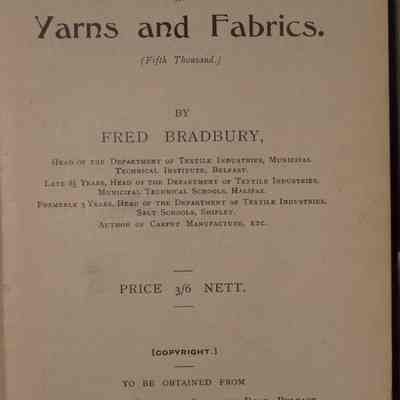 Yarns and Fabrics.
(Fifth Thousand.)
BY
FRED BRADBURY,
Head of the Department of Textile Industries, Municipal
Technical Institute, Belfast.
Late 8½ Years, Head of the Department of Textile Industries,
Municipal Technical Schools, Halifax.
Formerly 3 Years, Head of the Department of Textile Industries,
Salt Schools, Shipley.
Author of Carpet Manufacture, etc.
PRICE 3/6 NETT.
[COPYRIGHT.]
TO BE OBTAINED FROM